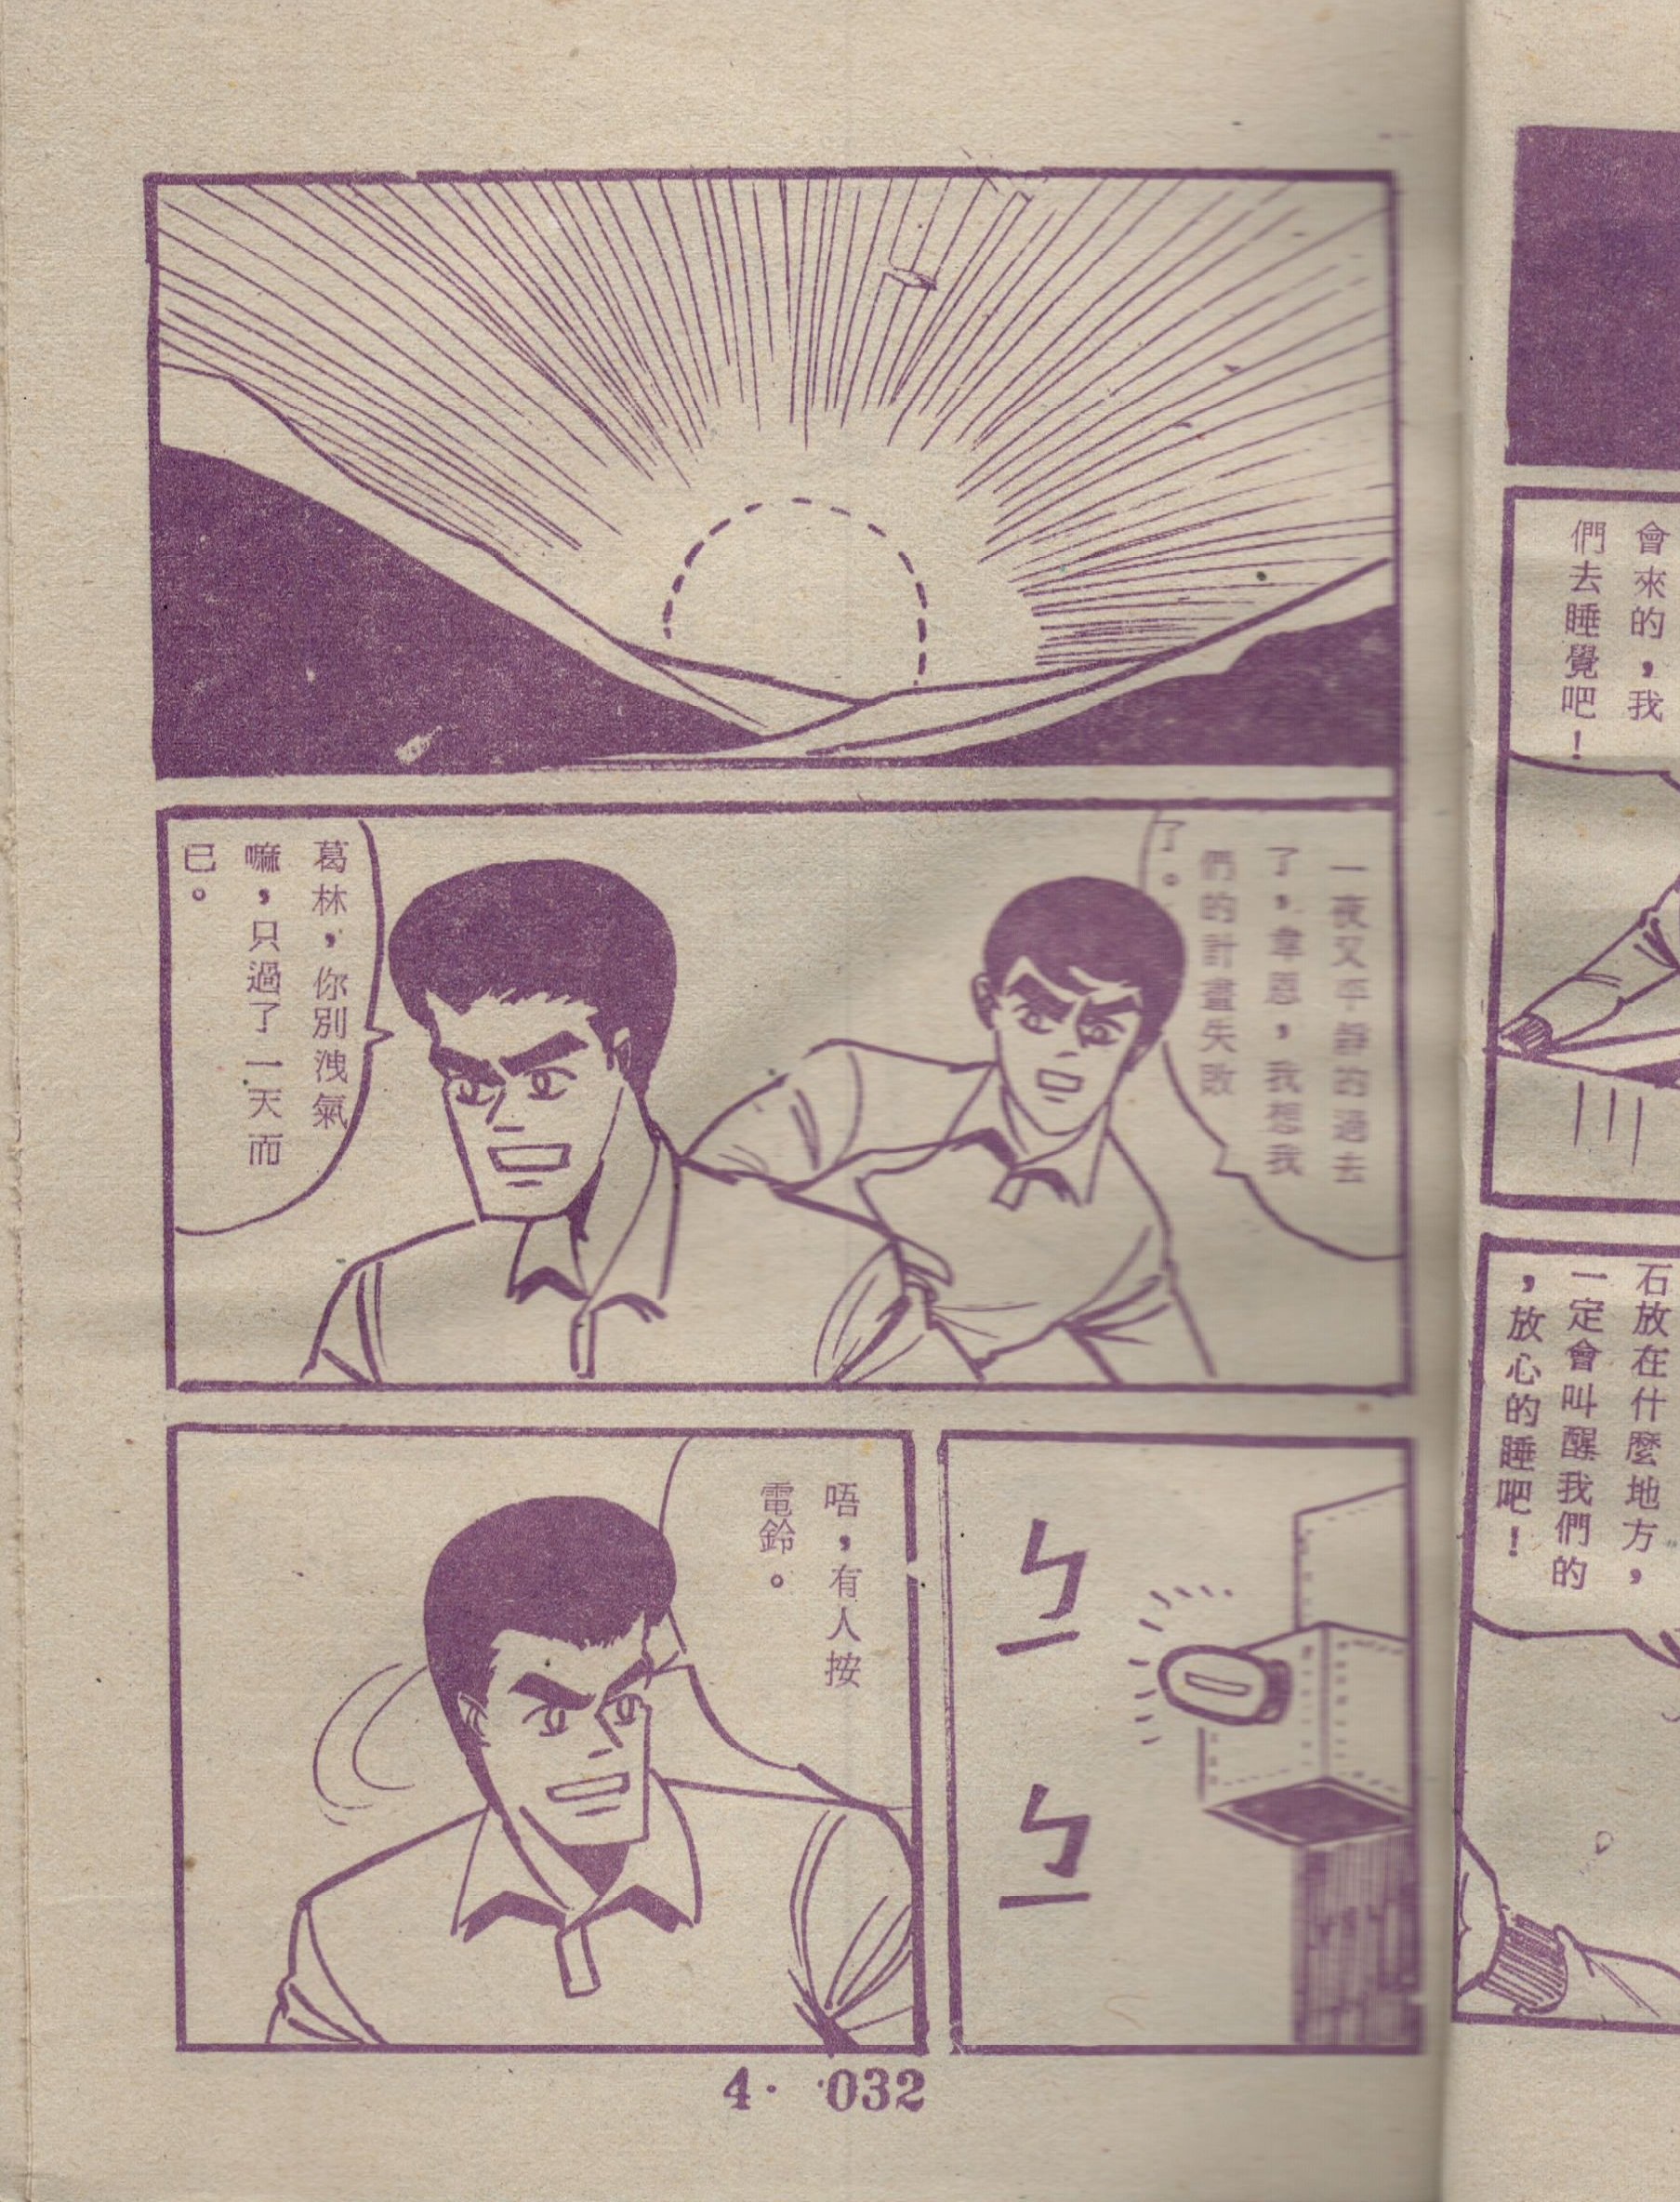 會來的，我
們去睡覺吧！
石放在什麼地方，
一定會叫醒我們的
，放心的睡吧！
一夜又平靜的過去
了，韋恩，我想我
們的計畫失敗
了。
葛林，你別洩氣
嘛，只過了一天而
已。
ㄅ
ㄅ
唔，有人按
電鈴。
4· 032